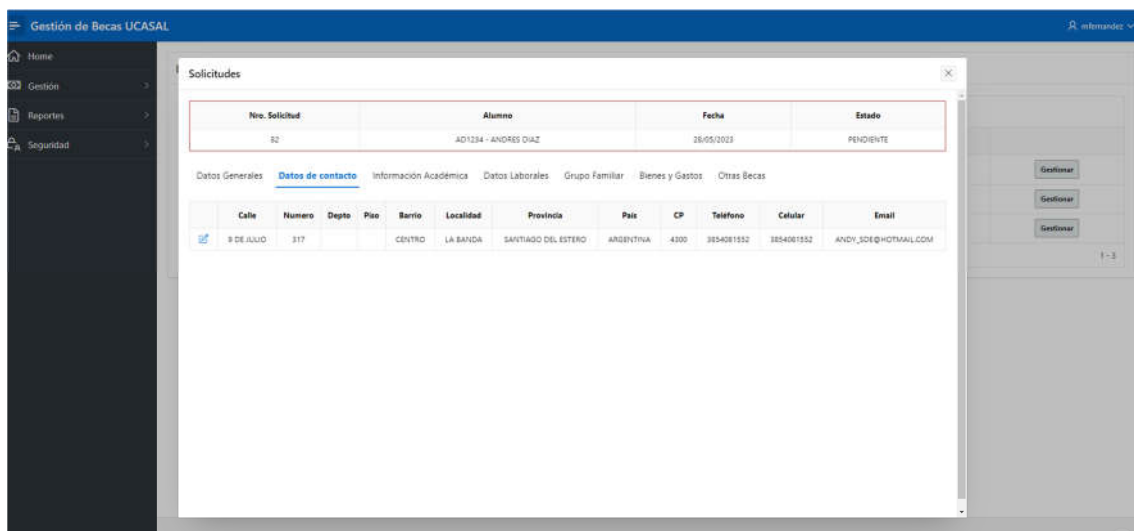 Gestión de Becas UCASAL
mfernandez
Home
Gestión
Reportes
Seguridad
Solicitudes
Nro. Solicitud Alumno Fecha Estado
92 AD1234 - ANDRES DIAZ 28/05/2023 PENDIENTE
Datos Generales Datos de contacto Información Académica Datos Laborales Grupo Familiar Bienes y Gastos Otras Becas
Calle Numero Depto Piso Barrio Localidad Provincia Pais CP Teléfono Celular Email
9 DE JULIO 317 CENTRO LA BANDA SANTIAGO DEL ESTERO ARGENTINA 4300 3854081552 3854081552 ANDY_SDE@HOTMAIL.COM
Gestionar
Gestionar
Gestionar
1 - 3